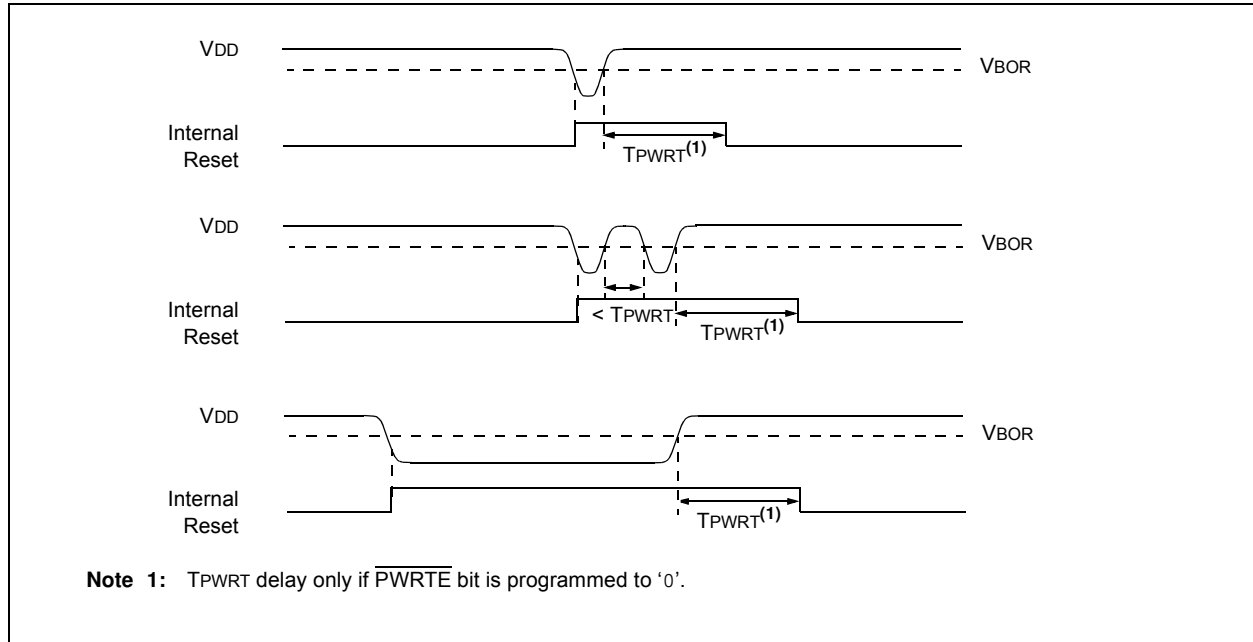 VDD
VBOR
Internal
Reset
TPWRT(1)
VDD
VBOR
Internal
Reset
< TPWRT
TPWRT(1)
VDD
VBOR
Internal
Reset
TPWRT(1)
Note 1: TPWRT delay only if PWRTE bit is programmed to ‘0’.